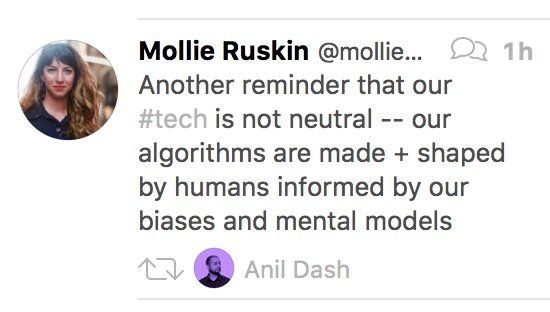 Mollie Ruskin @mollie... 1h
Another reminder that our
#tech is not neutral -- our
algorithms are made + shaped
by humans informed by our
biases and mental models
Anil Dash